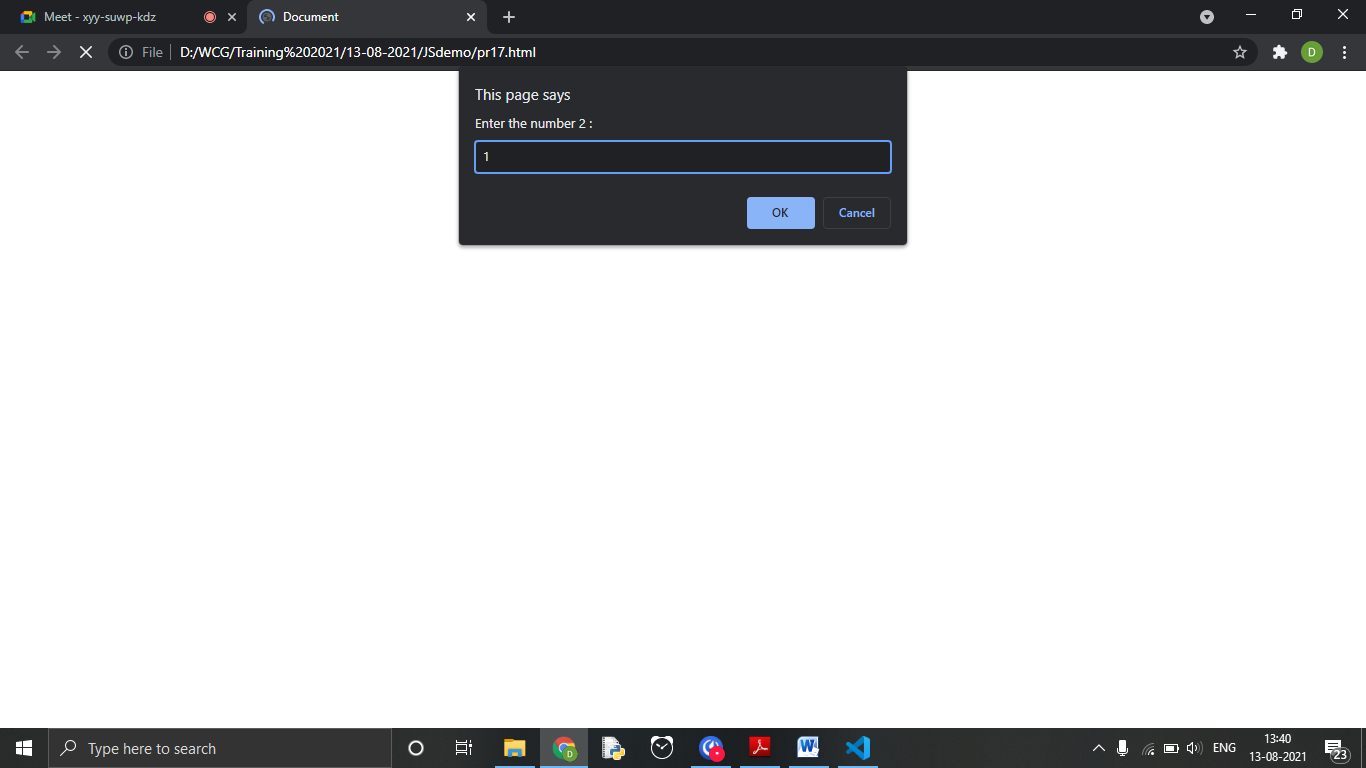 Meet - xyy-suwp-kdz
Document
File
D:/WCG/Training%202021/13-08-2021/JSdemo/pr17.html
D
This page says
Enter the number 2 :
1
OK
Cancel
Type here to search
D
W
ENG
13:40
13-08-2021
23